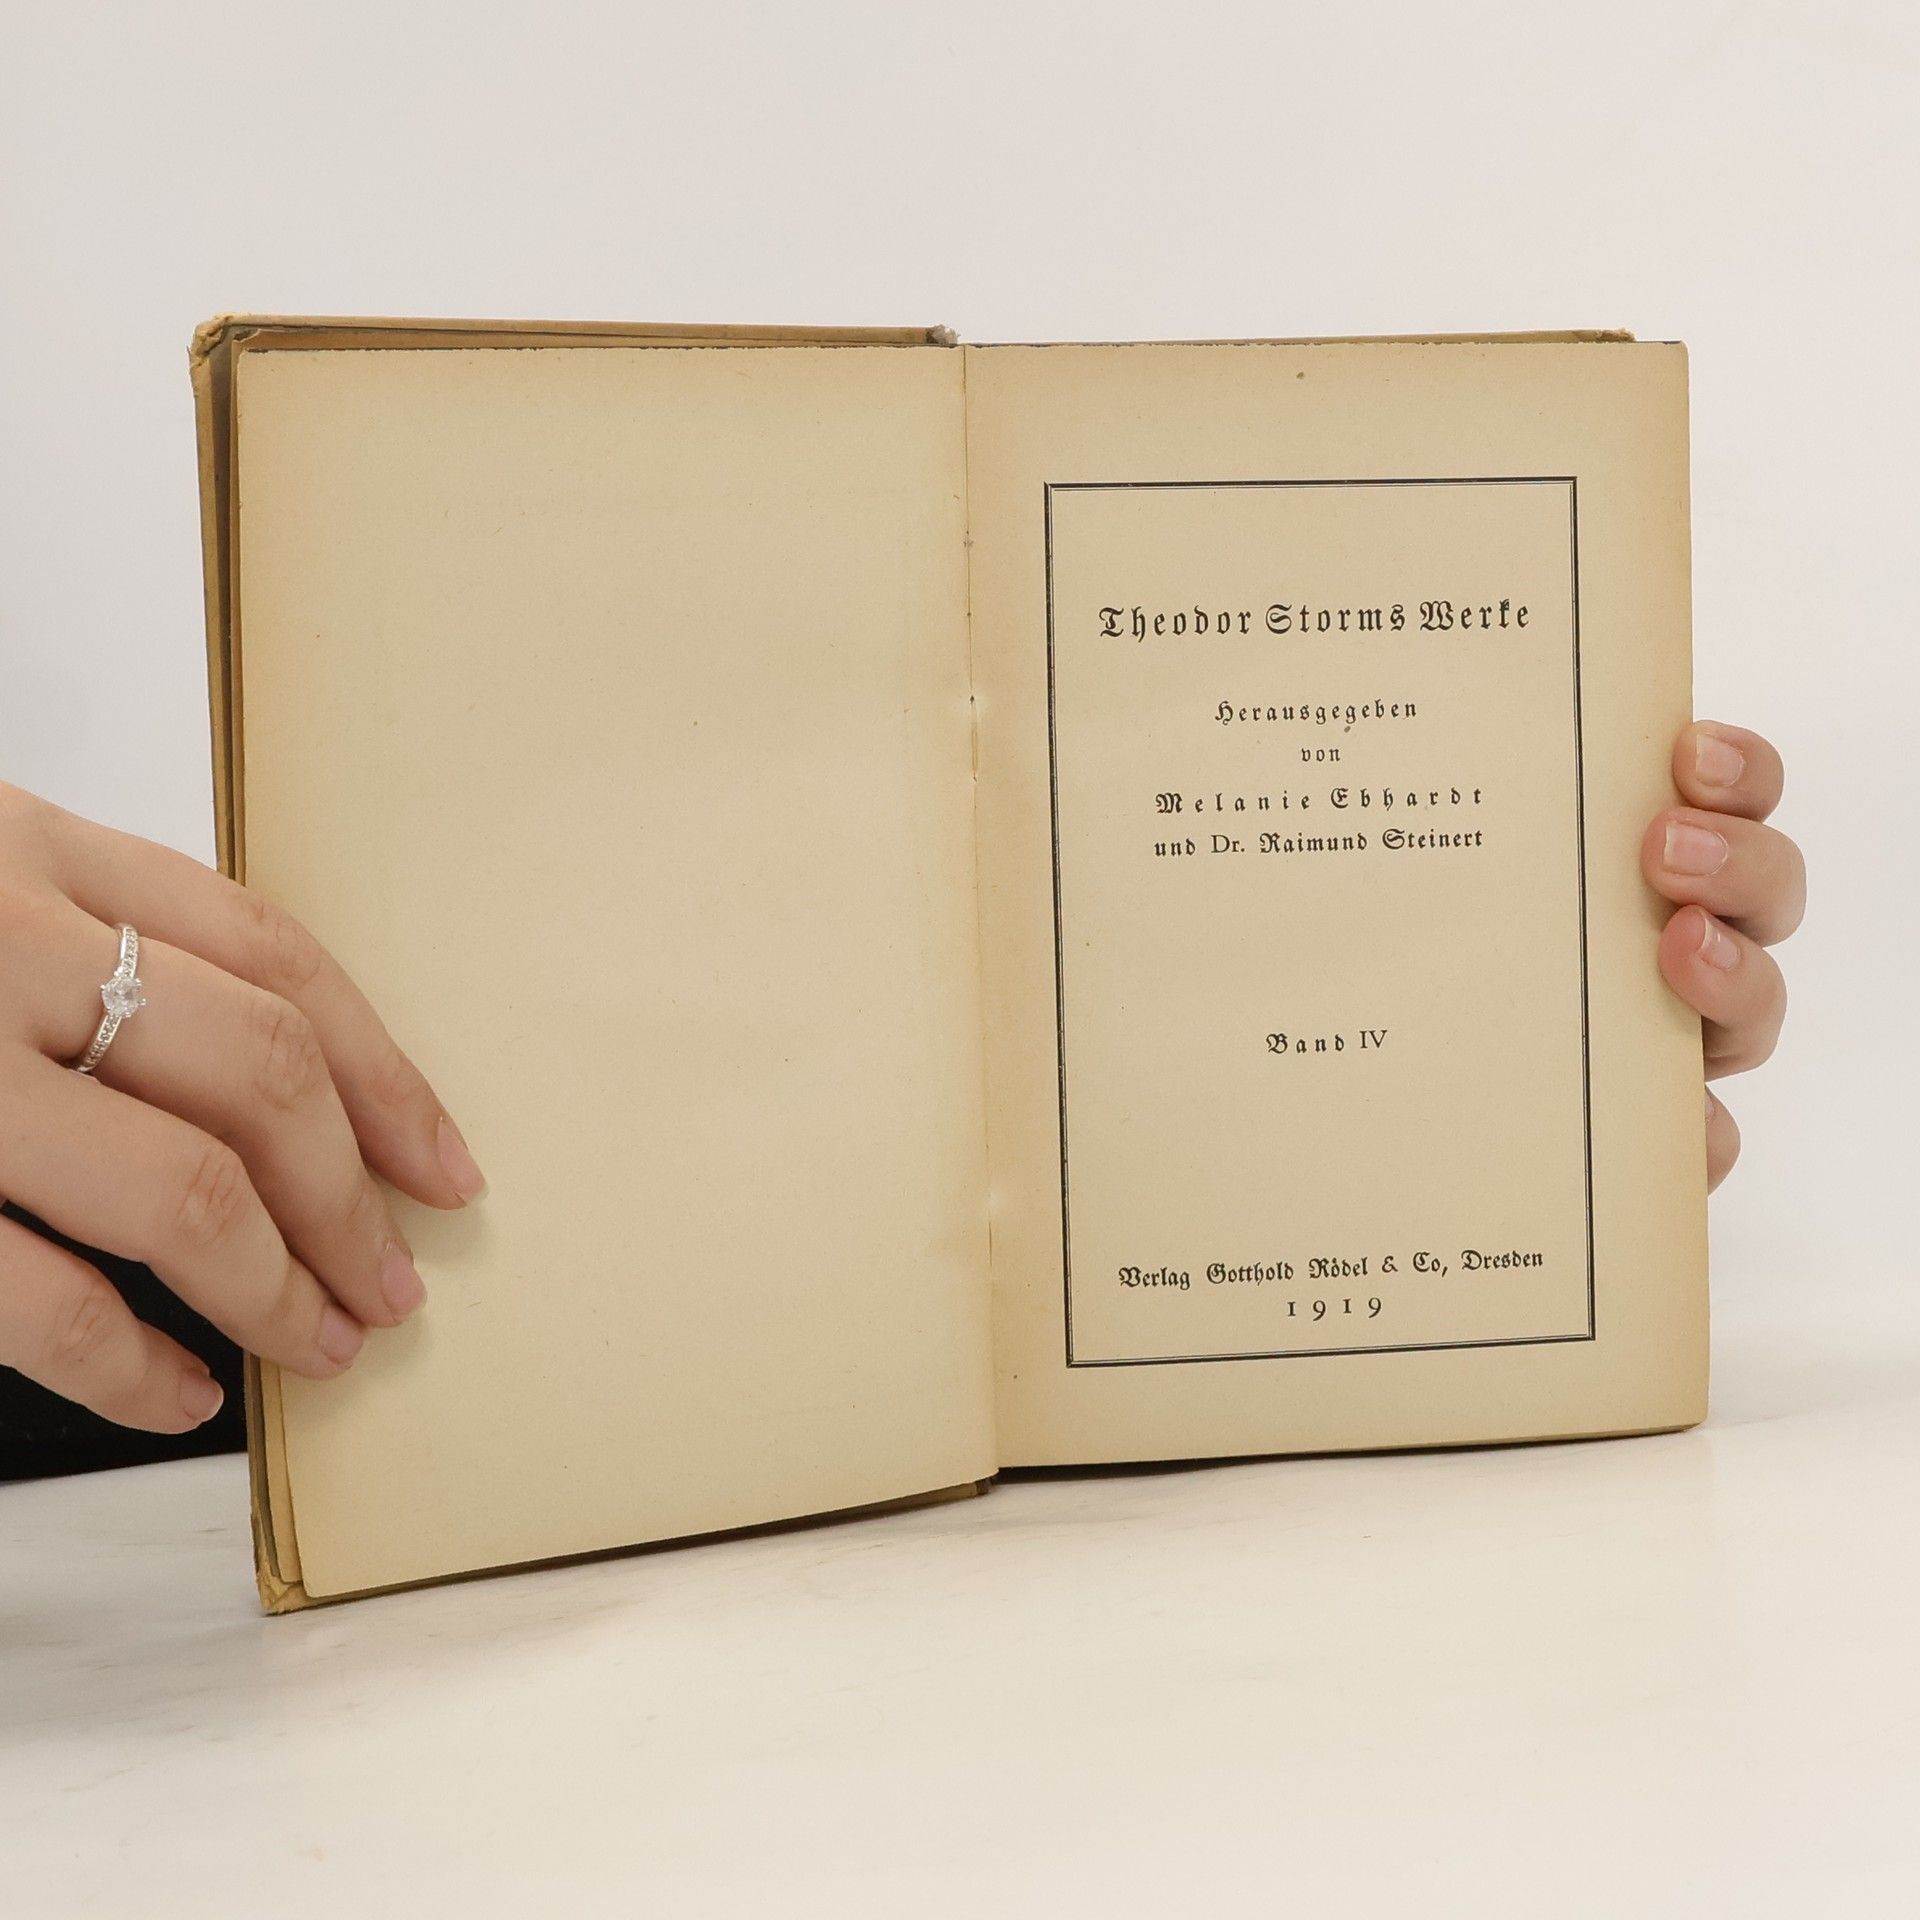 Theodor Storms Werke
Herausgegeben
von
Melanie Ebhardt
und Dr. Raimund Steinert
Band IV
Verlag Gotthold Rödel & Co, Dresden
1919